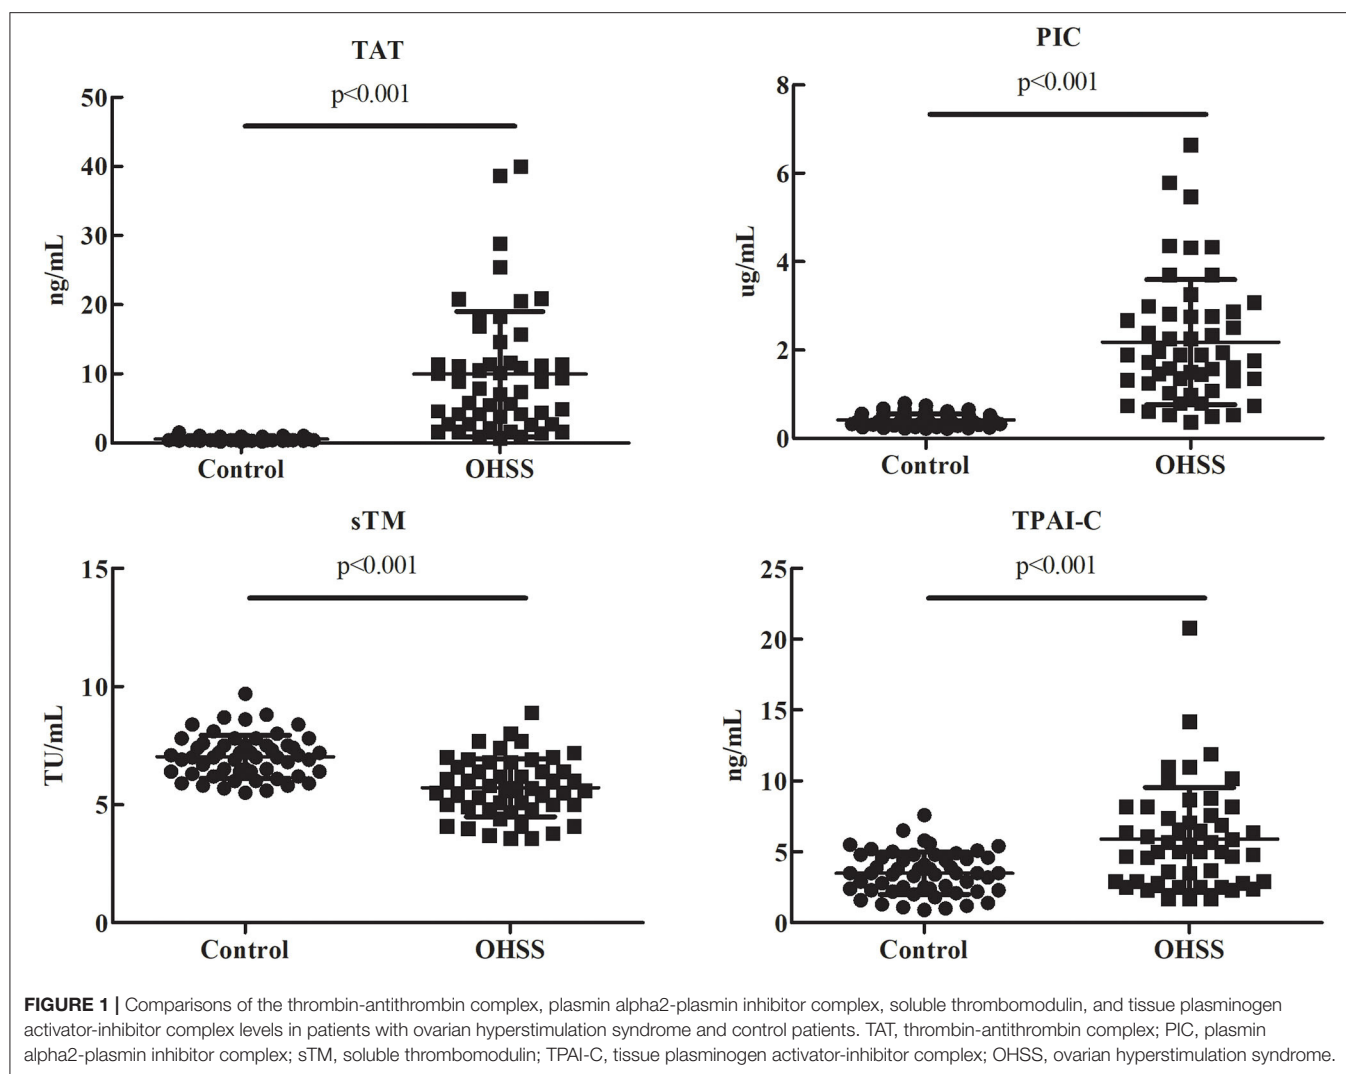 TAT
p<0.001
50
40
30
20
10
0
ng/mL
Control
OHSS
PIC
p<0.001
8
6
4
2
0
ug/mL
Control
OHSS
sTM
p<0.001
15
10
5
0
TU/mL
Control
OHSS
TPAI-C
p<0.001
25
20
15
10
5
0
ng/mL
Control
OHSS
FIGURE 1 | Comparisons of the thrombin-antithrombin complex, plasmin alpha2-plasmin inhibitor complex, soluble thrombomodulin, and tissue plasminogen
activator-inhibitor complex levels in patients with ovarian hyperstimulation syndrome and control patients. TAT, thrombin-antithrombin complex; PIC, plasmin
alpha2-plasmin inhibitor complex; sTM, soluble thrombomodulin; TPAI-C, tissue plasminogen activator-inhibitor complex; OHSS, ovarian hyperstimulation syndrome.